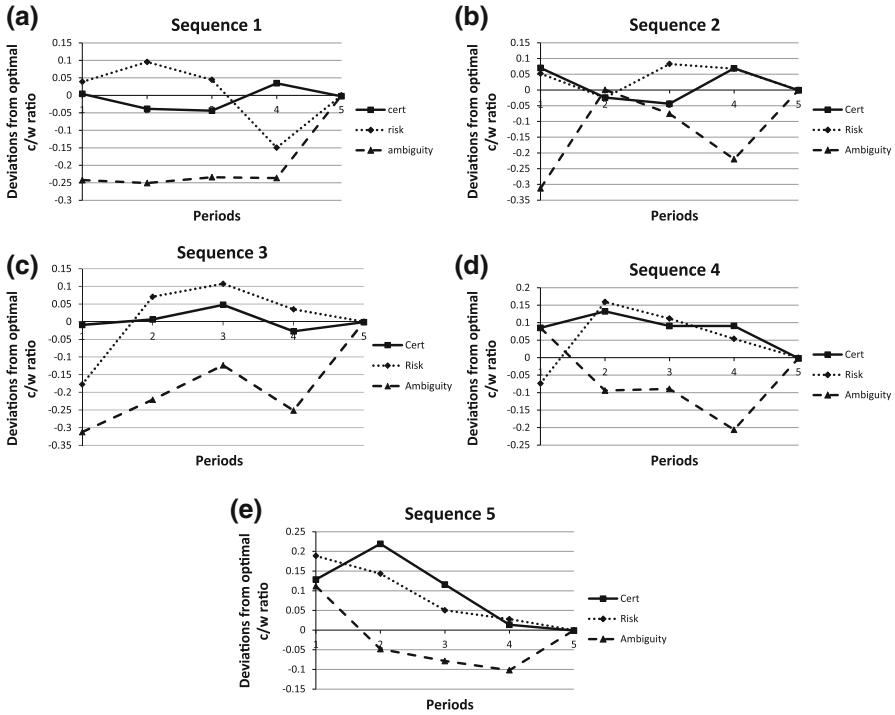 (a)
Sequence 1
Deviations from optimal
c/w ratio
0.15
0.1
0.05
0
-0.05
-0.1
-0.15
-0.2
-0.25
-0.3
1 2 3 4 5
Periods
cert
risk
ambiguity
(b)
Sequence 2
Deviations from optimal
c/w ratio
0.15
0.1
0.05
0
-0.05
-0.1
-0.15
-0.2
-0.25
-0.3
-0.35
1 2 3 4 5
Periods
Cert
Risk
Ambiguity
(c)
Sequence 3
Deviations from optimal
c/w ratio
0.15
0.1
0.05
0
-0.05
-0.1
-0.15
-0.2
-0.25
-0.3
-0.35
1 2 3 4 5
Periods
Cert
Risk
Ambiguity
(d)
Sequence 4
Deviations from optimal
c/w ratio
0.2
0.15
0.1
0.05
0
-0.05
-0.1
-0.15
-0.2
-0.25
1 2 3 4 5
Periods
Cert
Risk
Ambiguity
(e)
Sequence 5
Deviations from optimal
c/w ratio
0.25
0.2
0.15
0.1
0.05
0
-0.05
-0.1
-0.15
1 2 3 4 5
Periods
Cert
Risk
Ambiguity